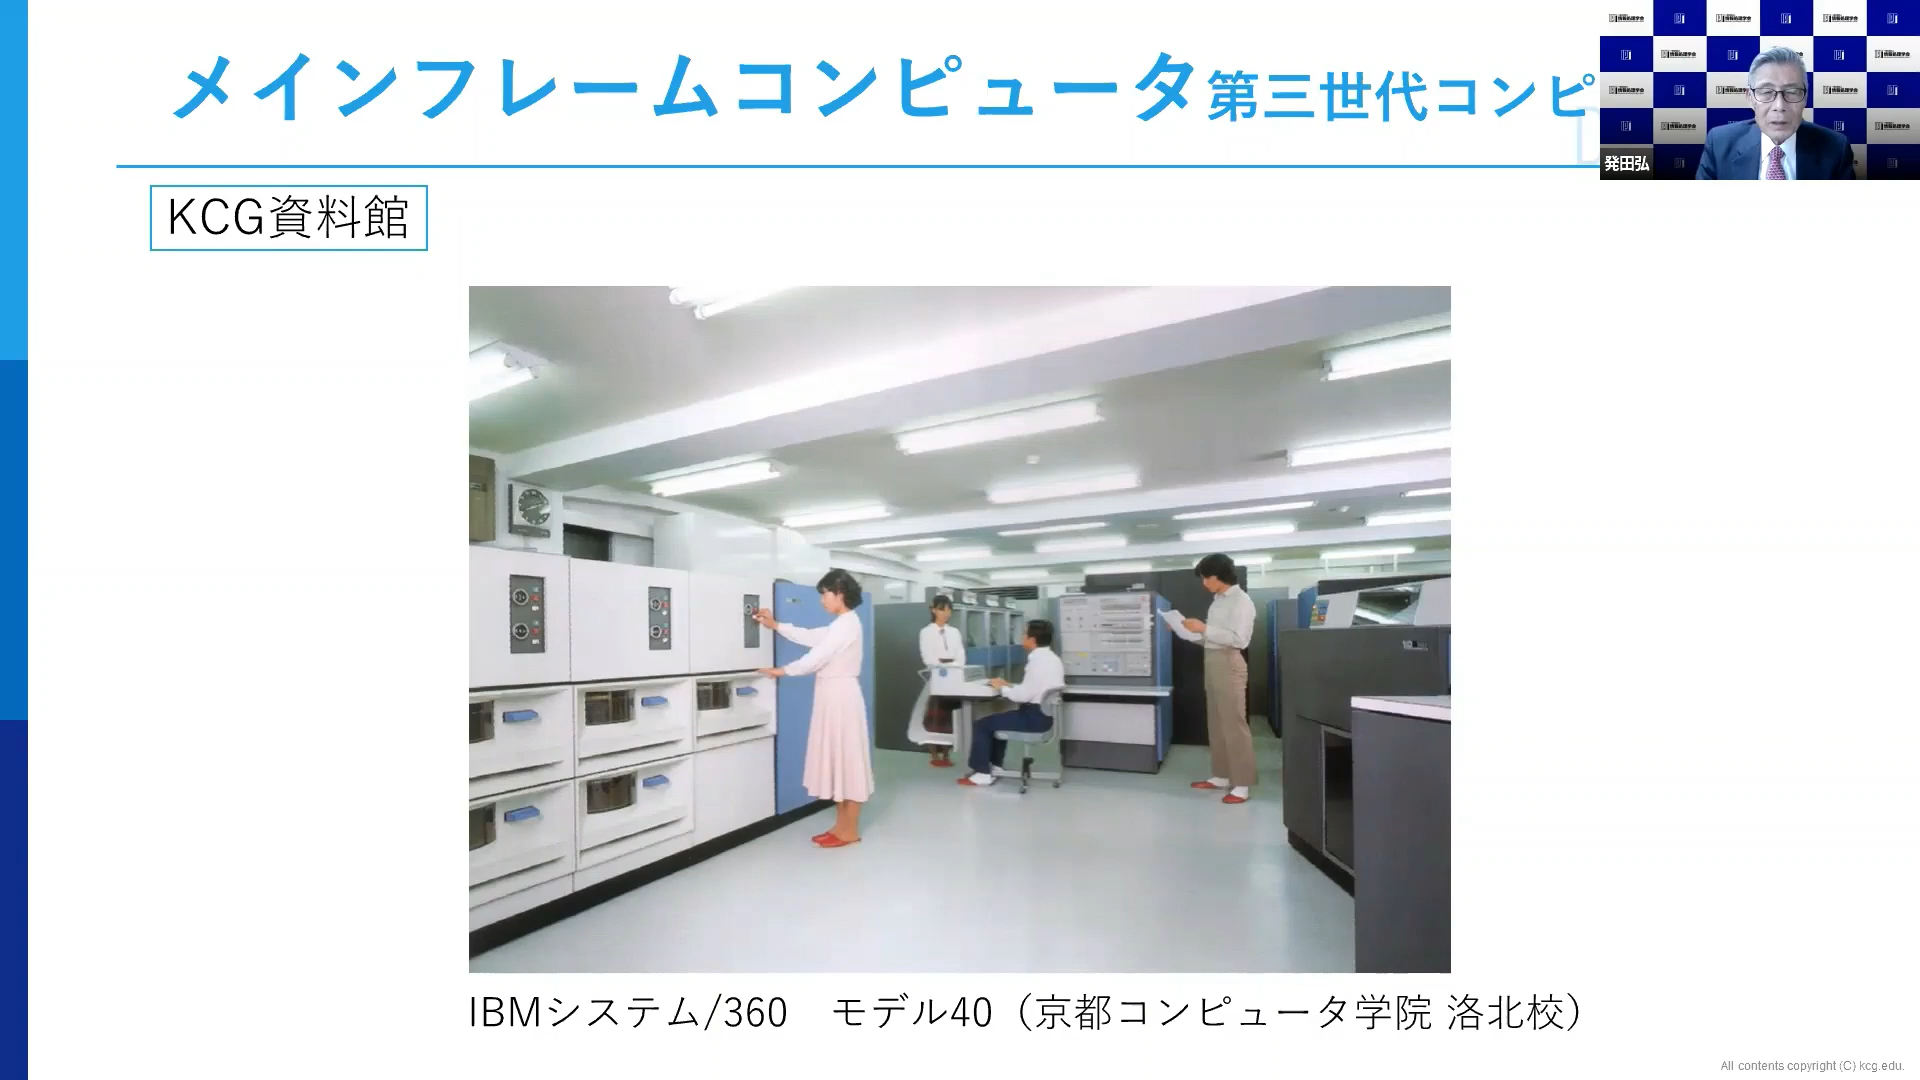 メインフレームコンピュータ第三世代コンピ
発田弘
KCG資料館
IBMシステム/360　モデル40（京都コンピュータ学院 洛北校）
All contents copyright (C) kcg.edu.